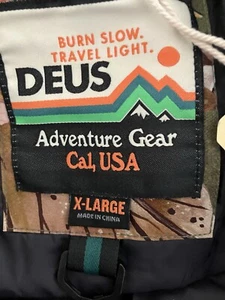 BURN SLOW.
TRAVEL LIGHT.
DEUS
Adventure Gear
Cal, USA
X-LARGE
MADE IN CHINA